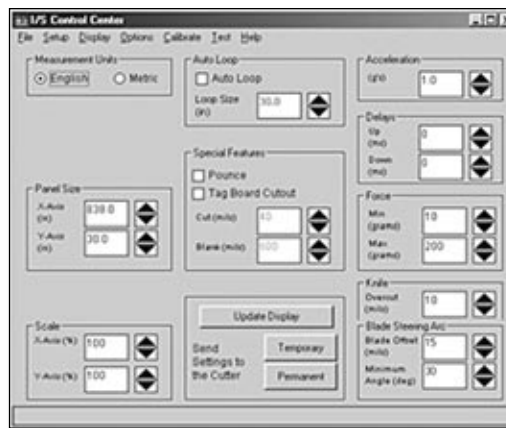 I/S Control Center
File Setup Display Options Calibrate Test Help
Measurement Units
English Metric
Auto Loop
Auto Loop
Loop Size (in) 30.0
Acceleration
(g's) 1.0
Delays
Up (ms) 0
Down (ms) 0
Panel Size
X-Axis (in) 838.0
Y-Axis (in) 30.0
Special Features
Pounce
Tag Board Cutout
Cut (mils) 40
Blank (mils) 600
Force
Min (grams) 10
Max (grams) 200
Knife
Overcut (mils) 10
Scale
X-Axis (%) 100
Y-Axis (%) 100
Update Display
Send Settings to the Cutter
Temporary
Permanent
Blade Steering Arc
Blade Offset (mils) 15
Minimum Angle (deg) 30